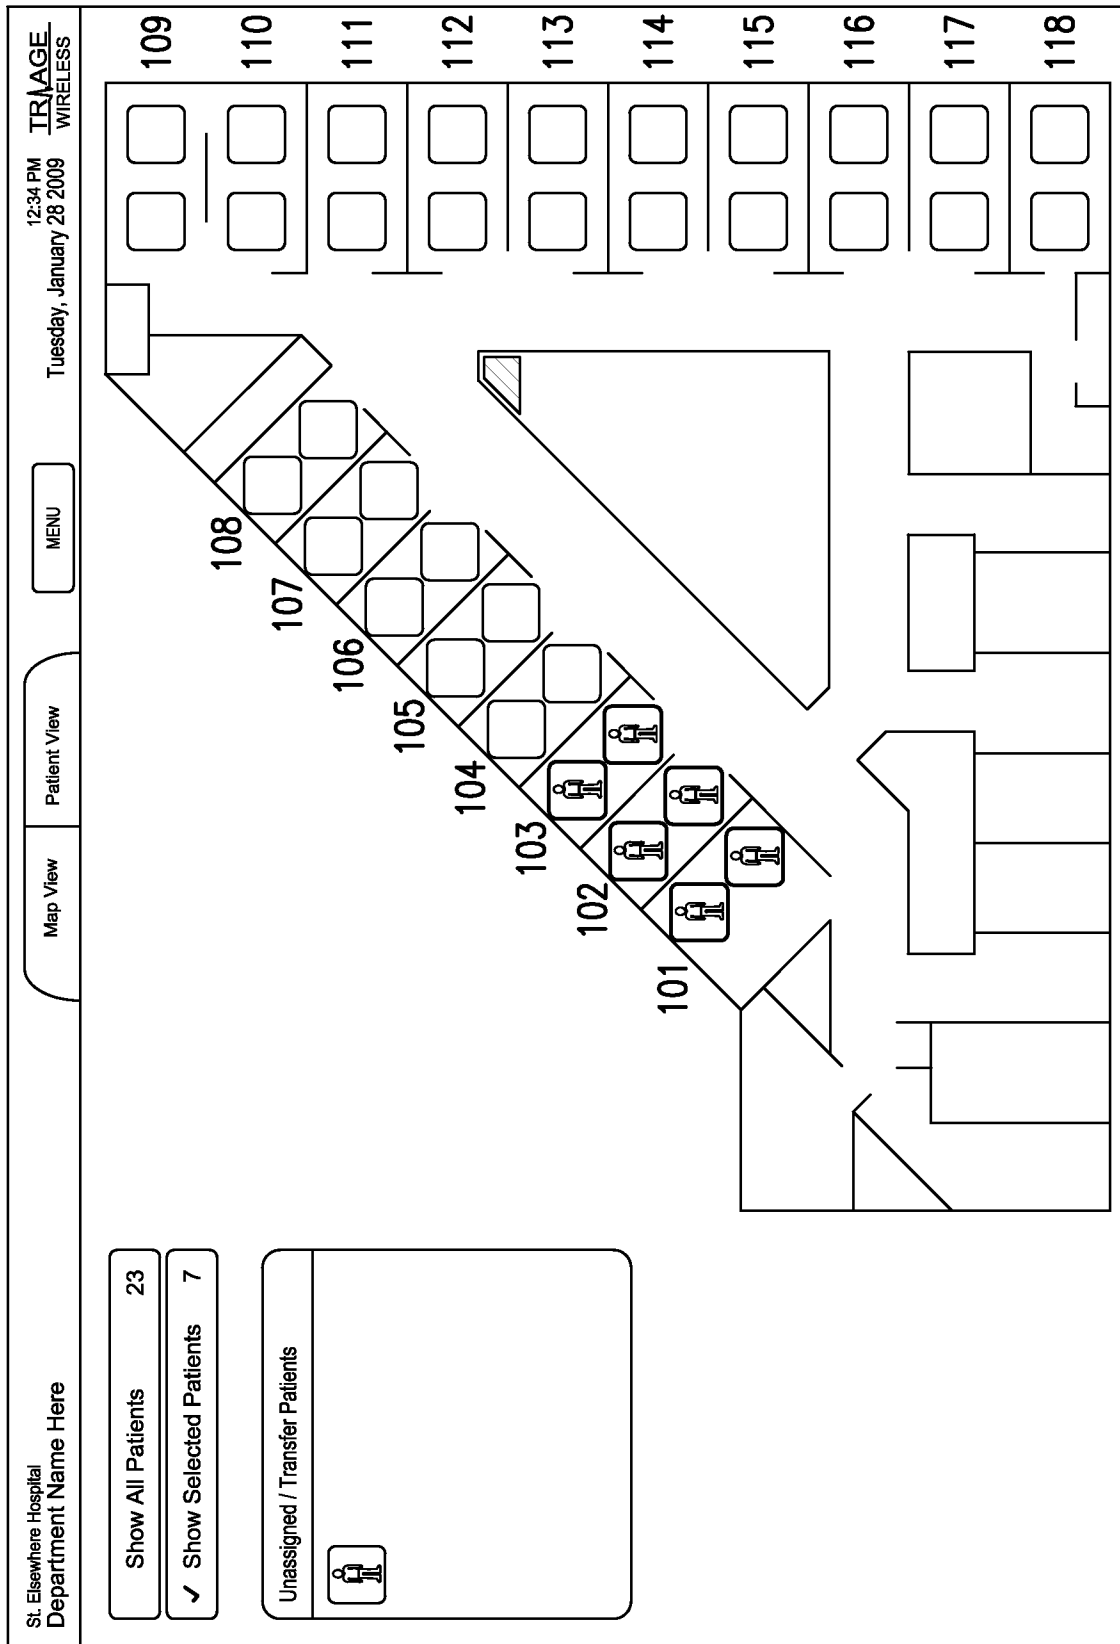 St. Elsewhere Hospital
Department Name Here
Map View
Patient View
MENU
12:34 PM
Tuesday, January 28 2009
TRIAGE
WIRELESS
Show All Patients 23
✓ Show Selected Patients 7
Unassigned / Transfer Patients
101
102
103
104
105
106
107
108
109
110
111
112
113
114
115
116
117
118